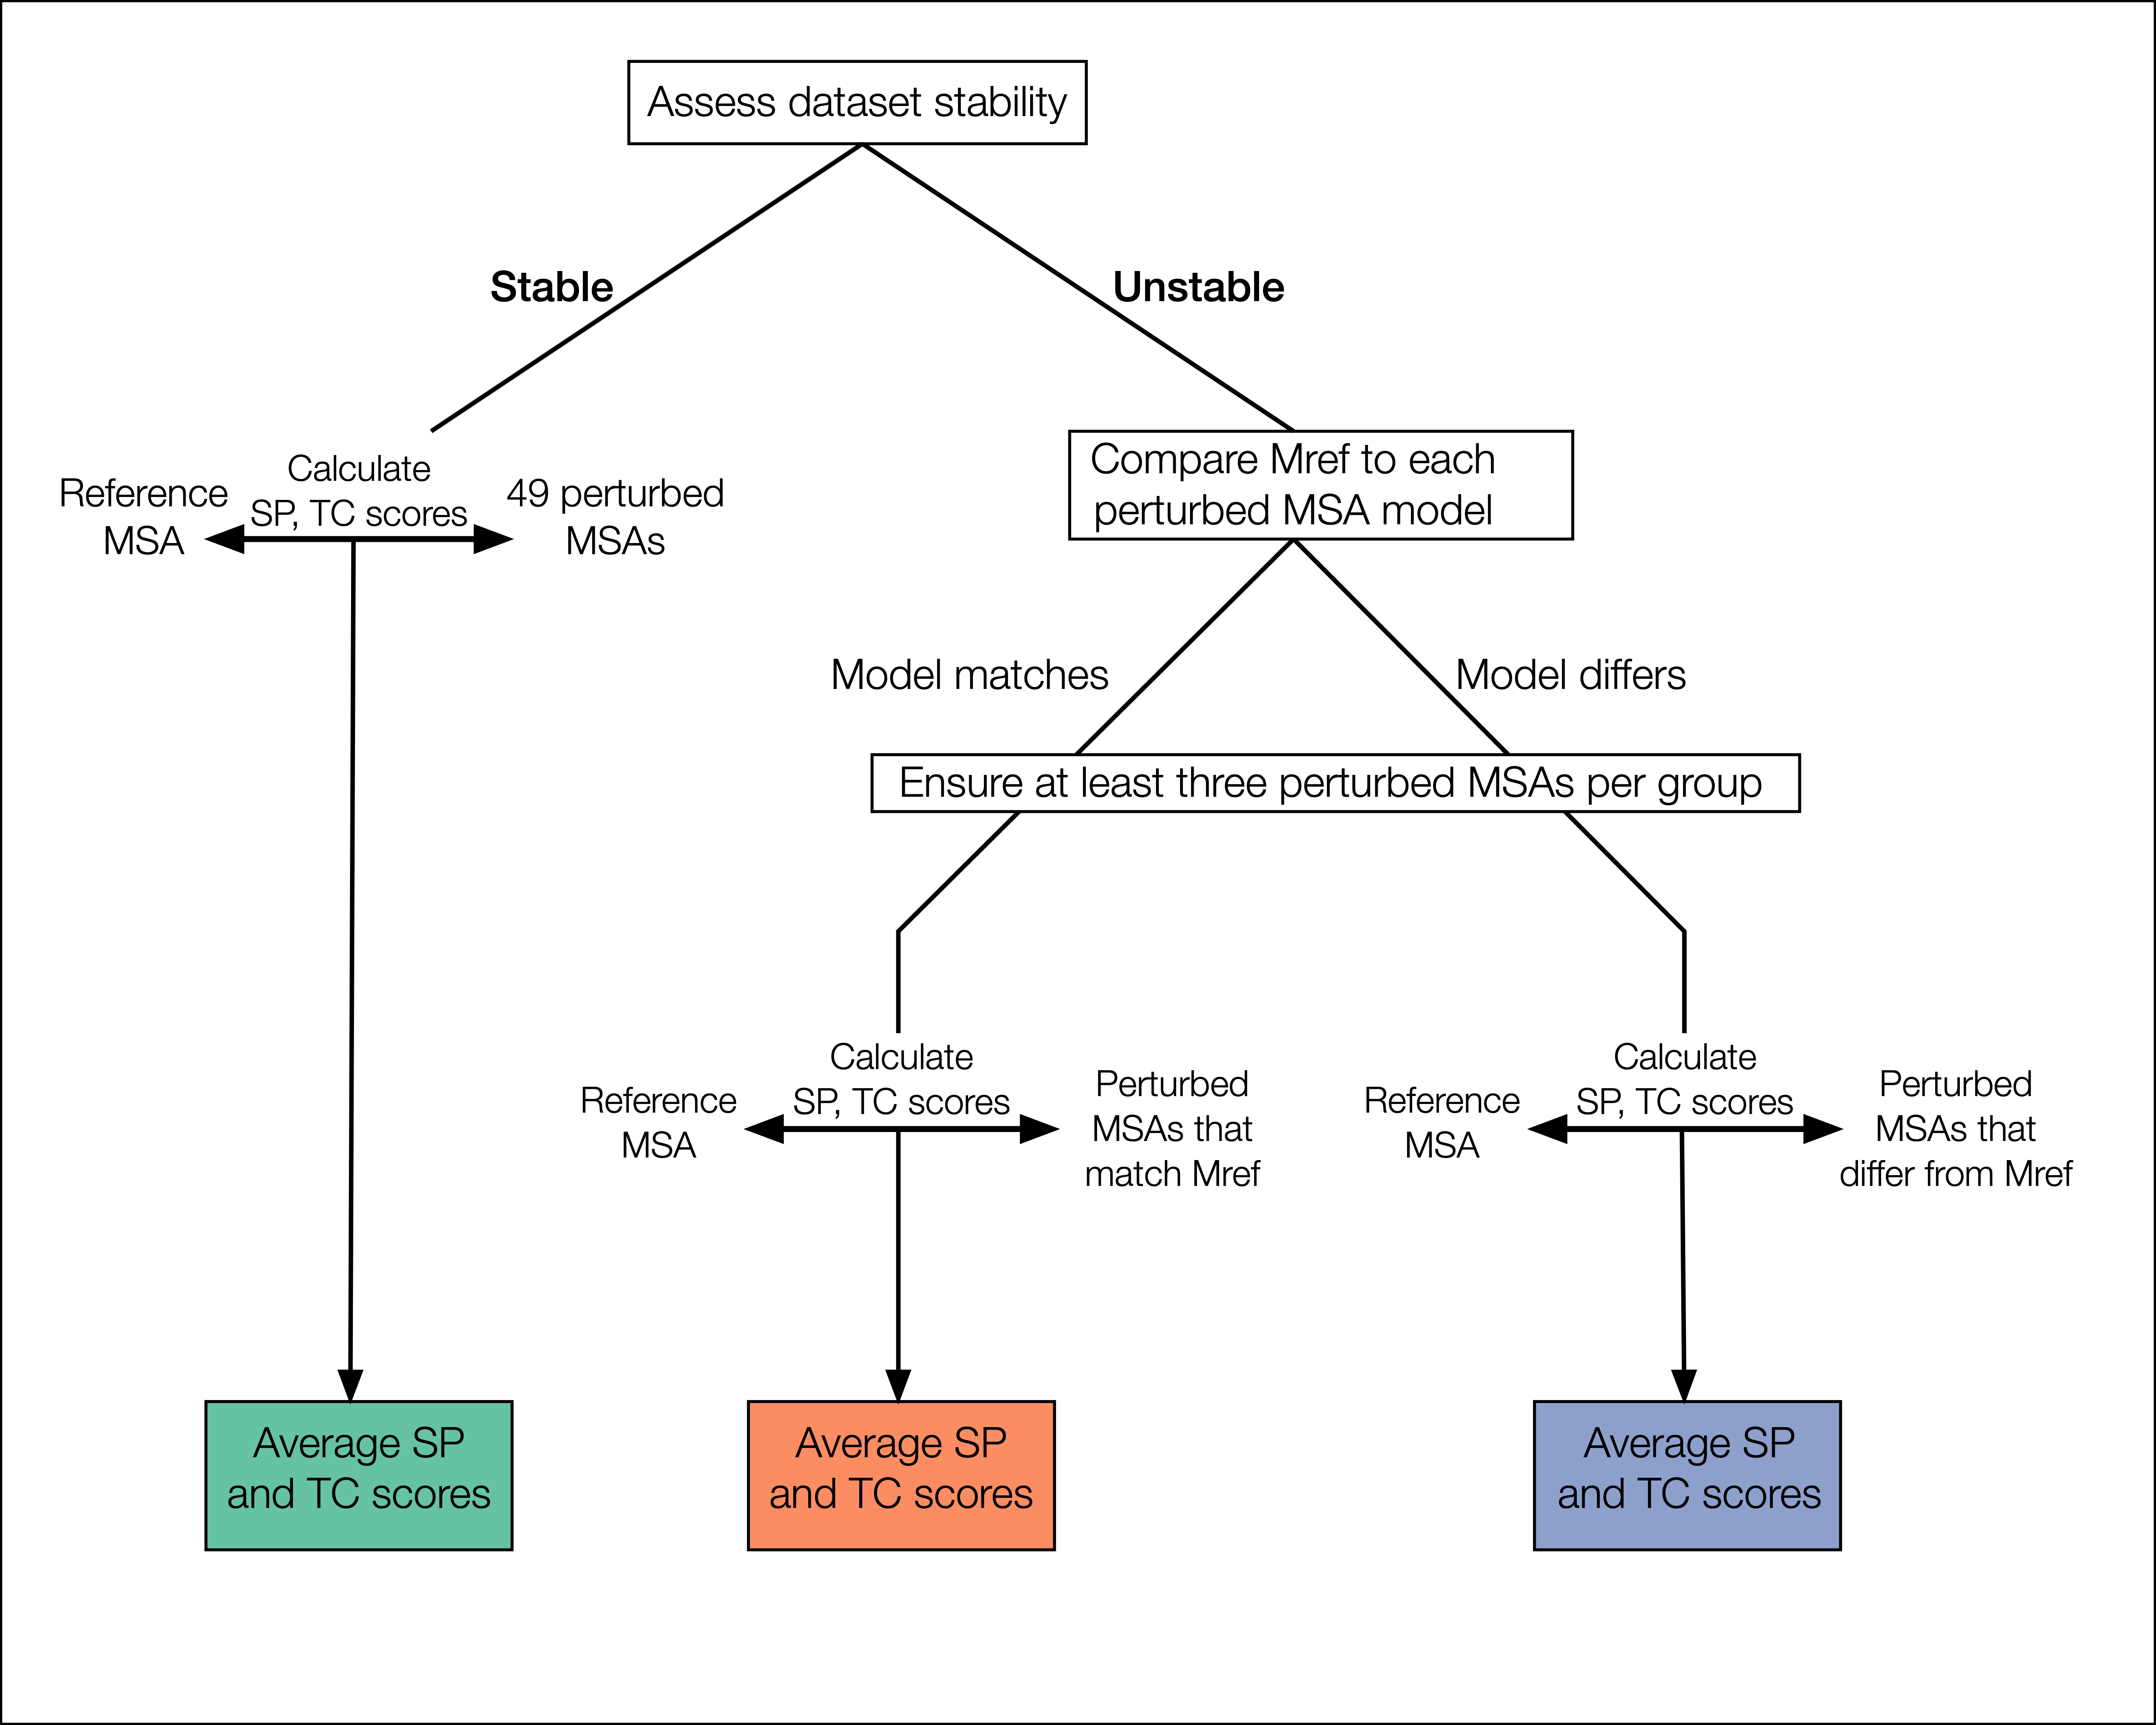 Assess dataset stability
Stable
Unstable
Reference
MSA
Calculate
SP, TC scores
49 perturbed
MSAs
Compare Mref to each
perturbed MSA model
Model matches
Model differs
Ensure at least three perturbed MSAs per group
Reference
MSA
Calculate
SP, TC scores
Perturbed
MSAs that
match Mref
Reference
MSA
Calculate
SP, TC scores
Perturbed
MSAs that
differ from Mref
Average SP
and TC scores
Average SP
and TC scores
Average SP
and TC scores